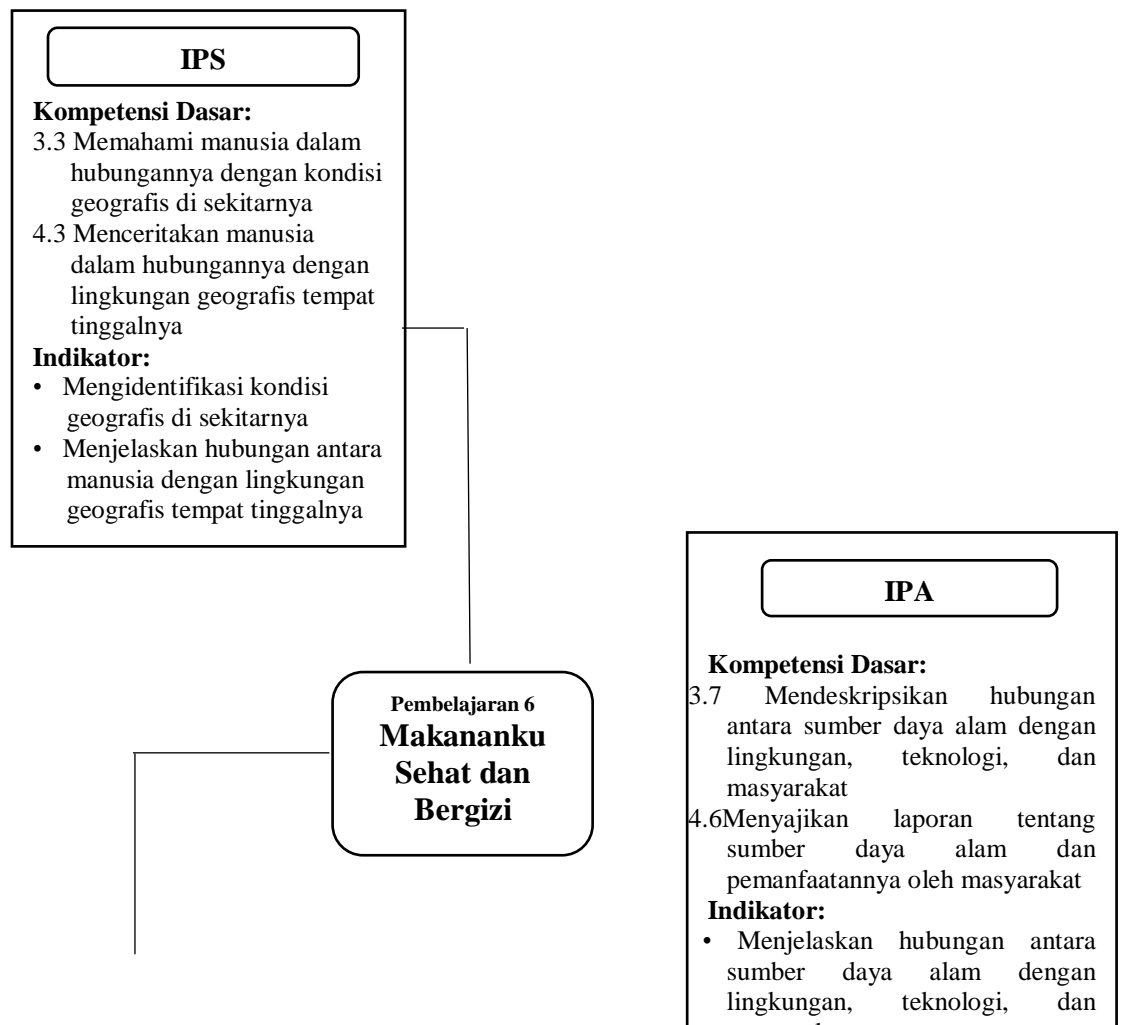 IPS
Kompetensi Dasar:
3.3 Memahami manusia dalam
hubungannya dengan kondisi
geografis di sekitarnya
4.3 Menceritakan manusia
dalam hubungannya dengan
lingkungan geografis tempat
tinggalnya
Indikator:
• Mengidentifikasi kondisi
geografis di sekitarnya
• Menjelaskan hubungan antara
manusia dengan lingkungan
geografis tempat tinggalnya
Pembelajaran 6
Makananku
Sehat dan
Bergizi
IPA
Kompetensi Dasar:
3.7 Mendeskripsikan hubungan
antara sumber daya alam dengan
lingkungan, teknologi, dan
masyarakat
4.6Menyajikan laporan tentang
sumber daya alam dan
pemanfaatannya oleh masyarakat
Indikator:
• Menjelaskan hubungan antara
sumber daya alam dengan
lingkungan, teknologi, dan